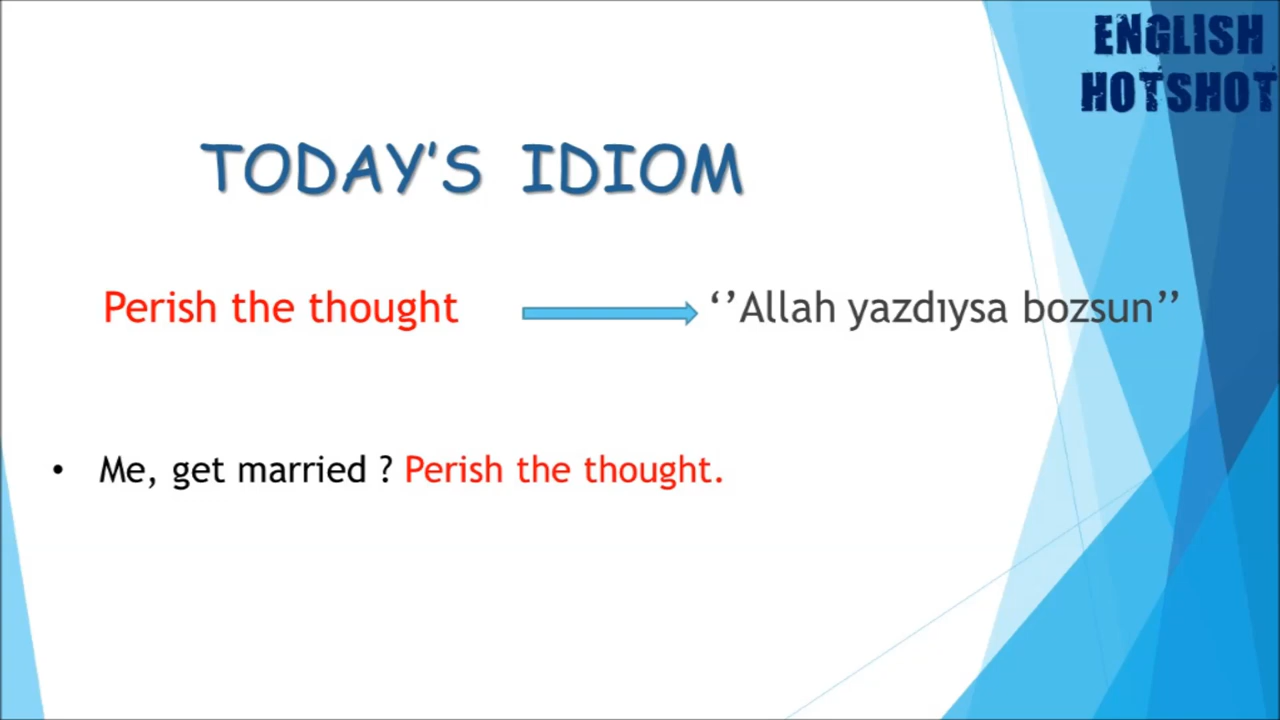 ENGLISH
HOTSHOT
TODAY'S IDIOM
Perish the thought ‘’Allah yazdıysa bozsun’’
• Me, get married ? Perish the thought.